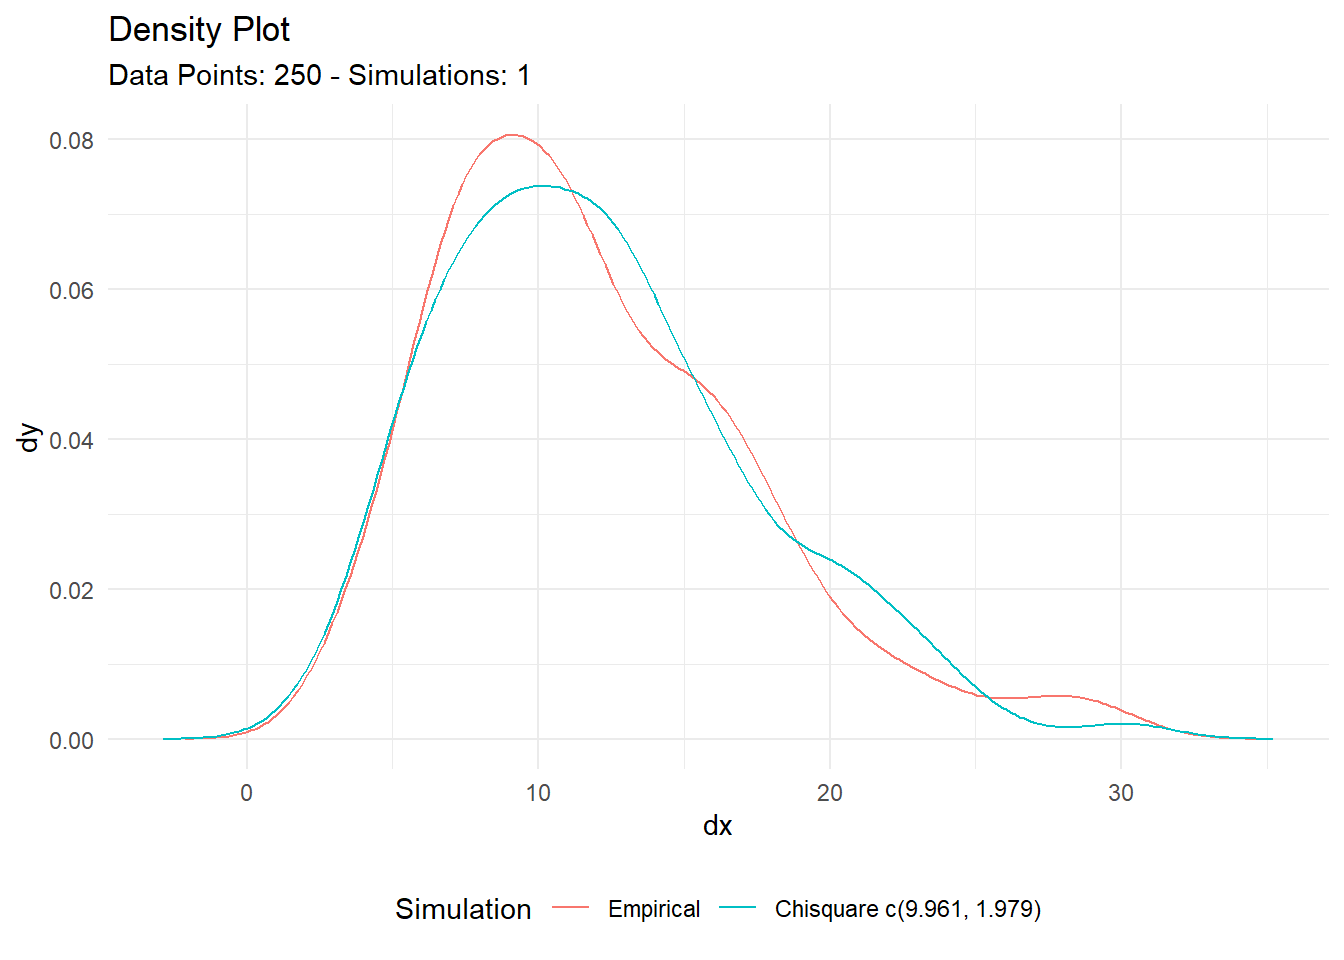 Density Plot
Data Points: 250 - Simulations: 1
dy
0.08
0.06
0.04
0.02
0.00
0 10 20 30
dx
Simulation Empirical Chisquare c(9.961, 1.979)